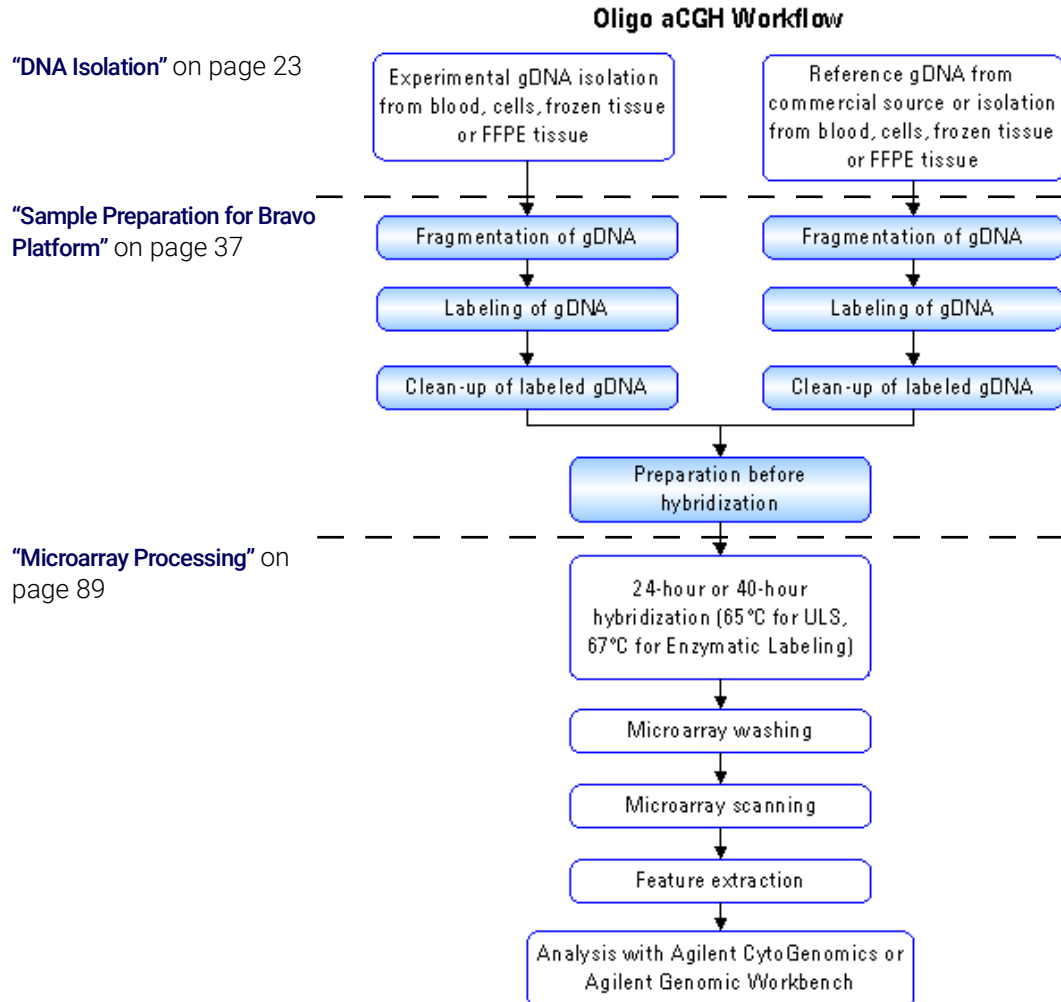 Oligo aCGH Workflow
“DNA Isolation” on page 23
Experimental gDNA isolation
from blood, cells, frozen tissue
or FFPE tissue
Reference gDNA from
commercial source or isolation
from blood, cells, frozen tissue
or FFPE tissue
“Sample Preparation for Bravo
Platform” on page 37
Fragmentation of gDNA
Fragmentation of gDNA
Labeling of gDNA
Labeling of gDNA
Clean-up of labeled gDNA
Clean-up of labeled gDNA
Preparation before
hybridization
“Microarray Processing” on
page 89
24-hour or 40-hour
hybridization (65°C for ULS,
67°C for Enzymatic Labeling)
Microarray washing
Microarray scanning
Feature extraction
Analysis with Agilent CytoGenomics or
Agilent Genomic Workbench